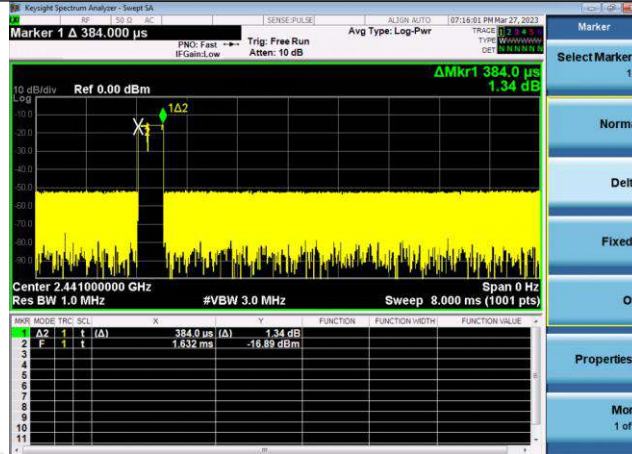 Keysight Spectrum Analyzer - Swept SA
RF 50 Ω AC SENSE:PULSE ALIGN AUTO 07:16:01 PM Mar 27, 2023
Marker 1 Δ 384.000 µs
PNO: Fast Trig: Free Run Avg Type: Log-Pwr TRACE 1 2 3 4 5 6
IFGain:Low Atten: 10 dB TYPE W
DET N N N N N N
Marker
Select Marker
1
Norma
Delt
Fixed
O
Properties
Mor
1 of
ΔMkr1 384.0 µs
1.34 dB
10 dB/div Ref 0.00 dBm
Log
-10.0
-20.0
-30.0
-40.0
-50.0
-60.0
-70.0
-80.0
-90.0
1Δ2
Center 2.441000000 GHz Span 0 Hz
Res BW 1.0 MHz #VBW 3.0 MHz Sweep 8.000 ms (1001 pts)
MKR MODE TRC SCL X Y FUNCTION FUNCTION WIDTH FUNCTION VALUE
1 Δ2 1 t (Δ) 384.0 µs (Δ) 1.34 dB
2 F 1 t 1.632 ms -16.89 dBm
3
4
5
6
7
8
9
10
11